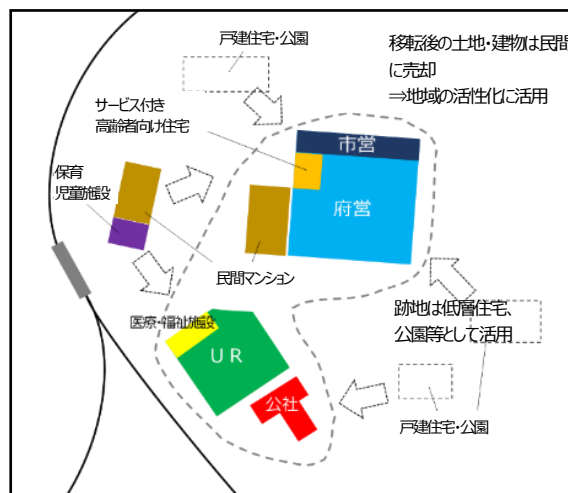 戸建住宅・公園
移転後の土地・建物は民間
に売却
⇒地域の活性化に活用
サービス付き
高齢者向け住宅
市営
保育
児童施設
府営
民間マンション
医療・福祉施設
跡地は低層住宅、
公園等として活用
UR
公社
戸建住宅・公園